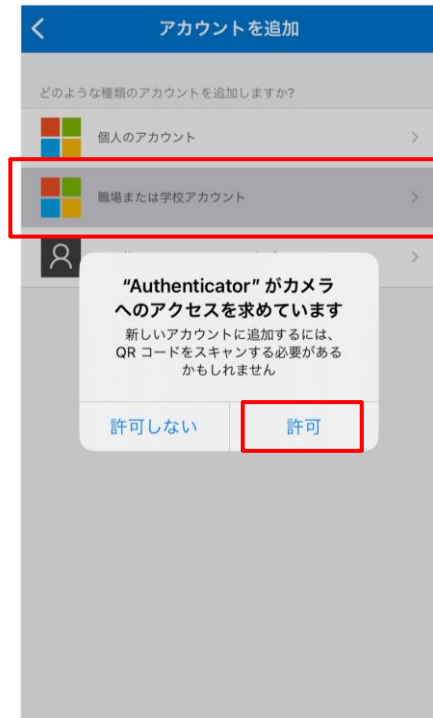 アカウントを追加
どのような種類のアカウントを追加しますか?
個人のアカウント
職場または学校アカウント
“Authenticator” がカメラ
へのアクセスを求めています
新しいアカウントに追加するには、
QR コードをスキャンする必要がある
かもしれません
許可しない
許可